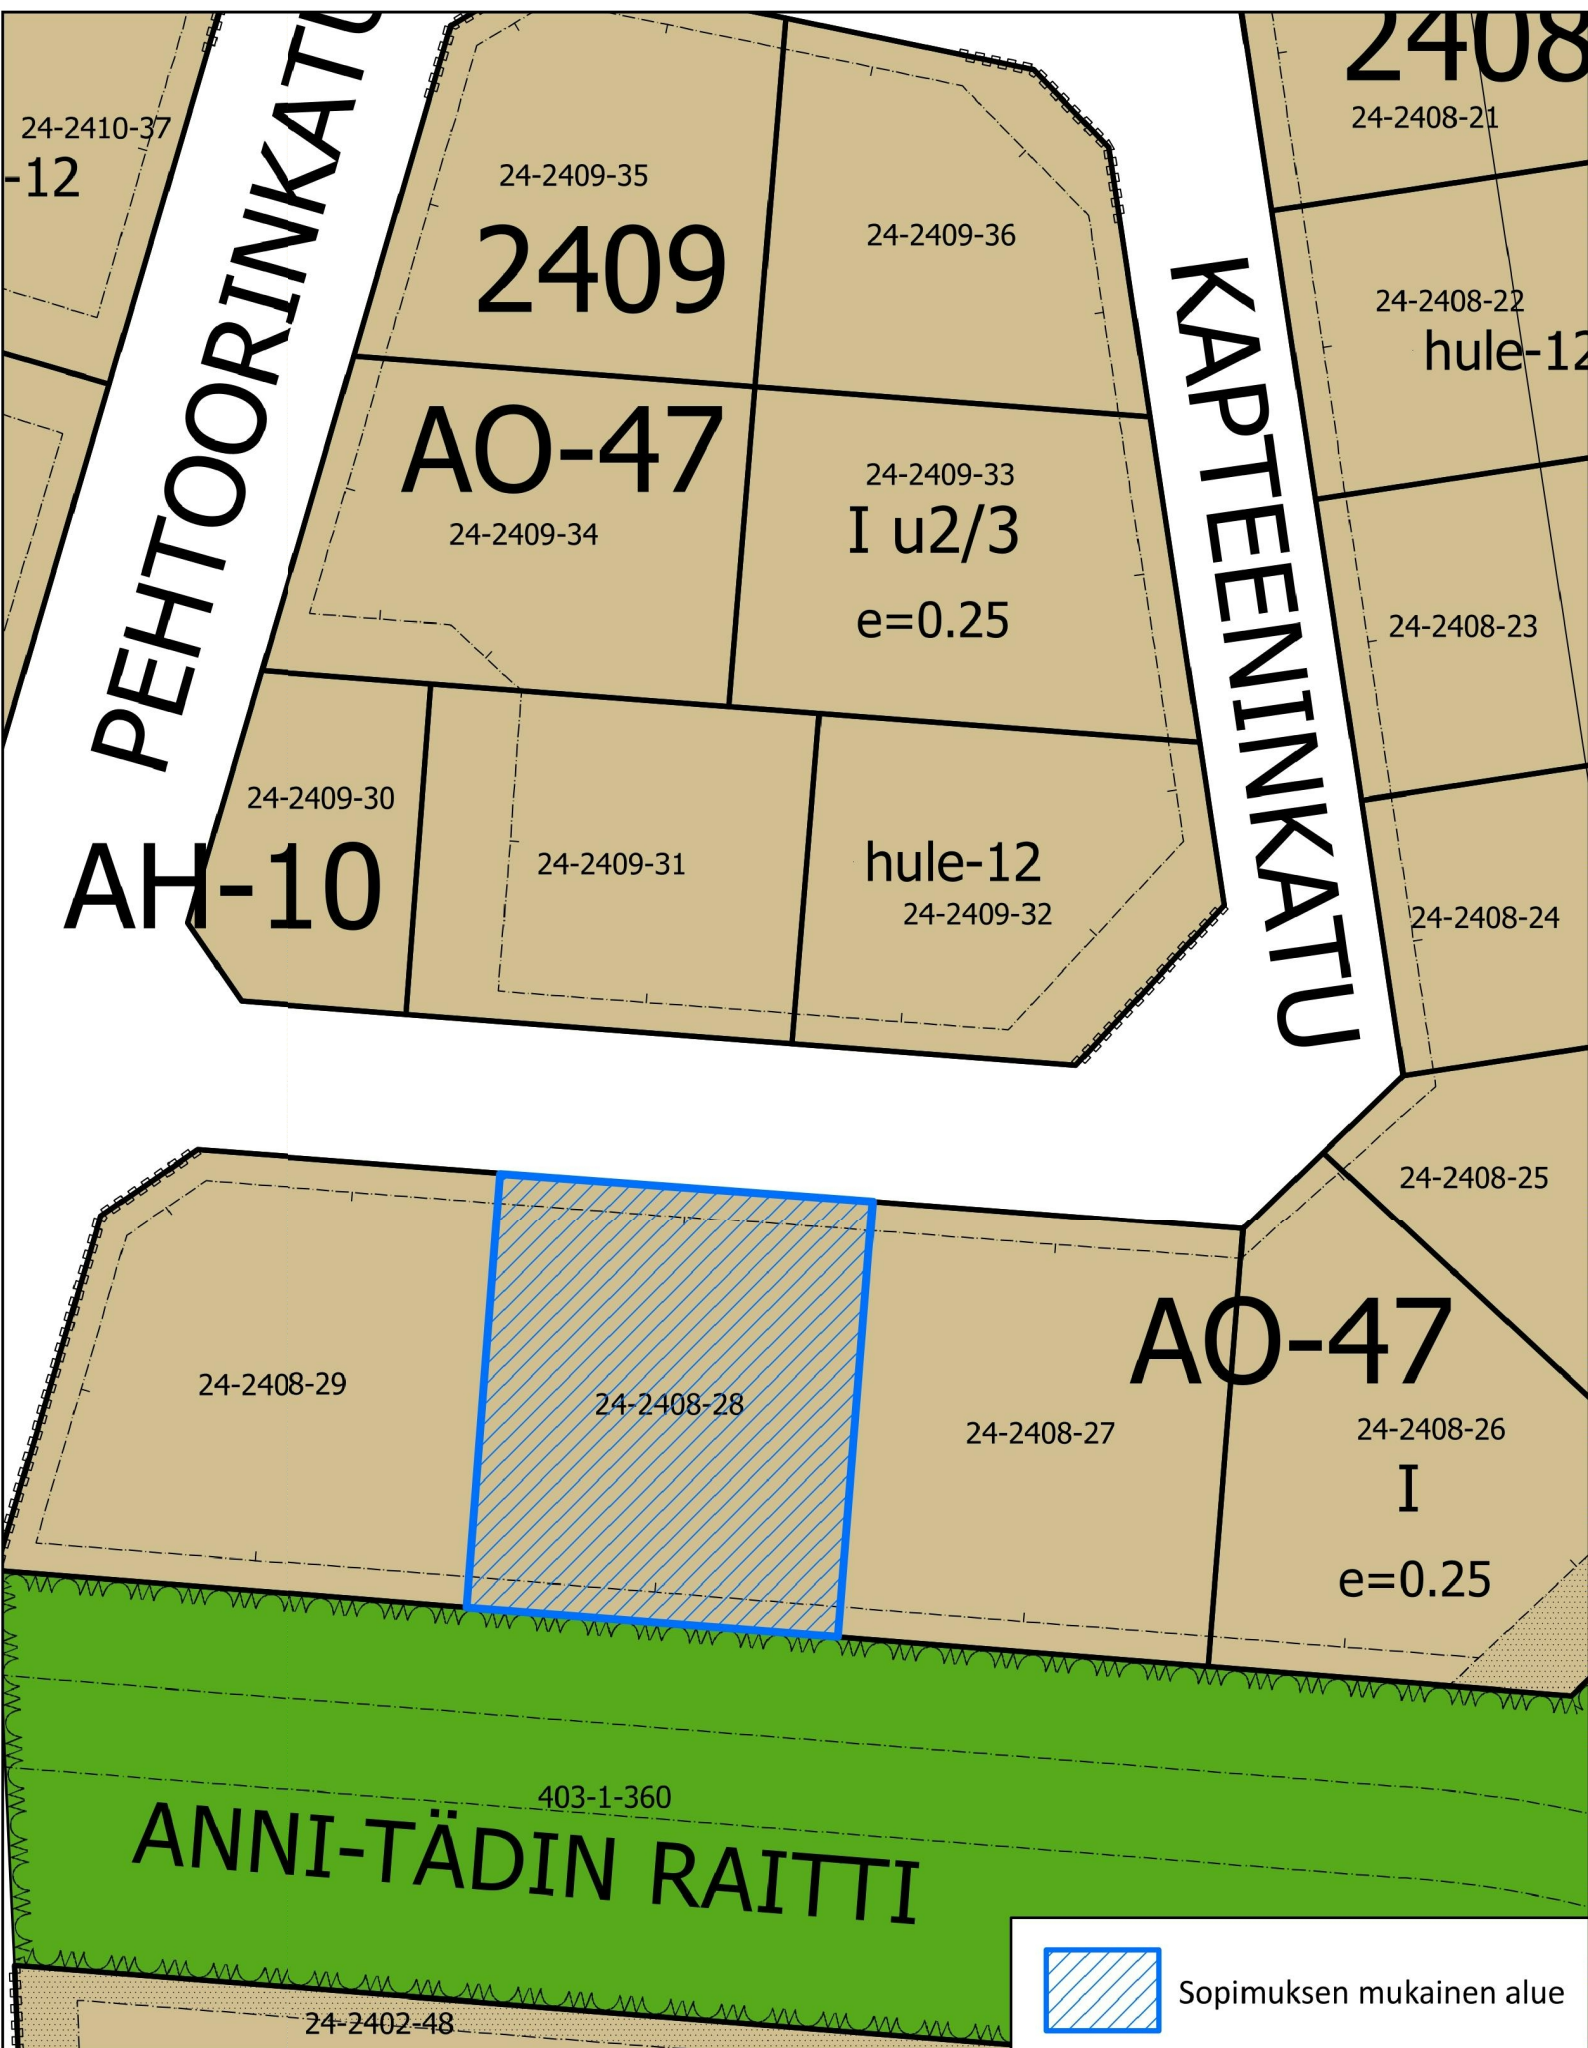 PEHTOORINKATU
2408
24-2408-21
24-2410-37
-12
24-2409-35
24-2409-36
2409
KAPTEENINKATU
24-2408-22
hule-12
AO-47
24-2409-33
24-2409-34
I u2/3
e=0.25
24-2408-23
24-2409-30
AH-10
24-2409-31
hule-12
24-2409-32
24-2408-24
24-2408-25
AO-47
24-2408-29
24-2408-28
24-2408-27
24-2408-26
I
e=0.25
403-1-360
ANNI-TÄDIN RAITTI
Sopimuksen mukainen alue
24-2402-48